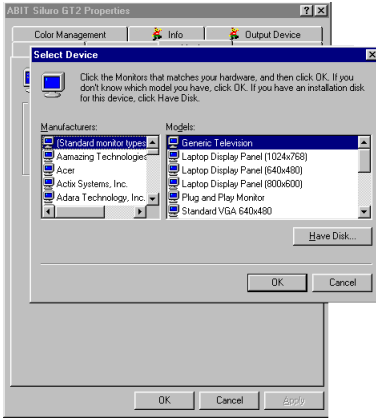 ABIT Siluro GT2 Properties
Color Management
Info
Output Device
Select Device
Click the Monitors that matches your hardware, and then click OK. If you
don't know which model you have, click OK. If you have an installation disk
for this device, click Have Disk.
Manufacturers:
(Standard monitor types
Aamazing Technologies
Acer
Actix Systems, Inc.
Adara Technology, Inc.
Models:
Generic Television
Laptop Display Panel (1024x768)
Laptop Display Panel (640x480)
Laptop Display Panel (800x600)
Plug and Play Monitor
Standard VGA 640x480
Have Disk...
OK
Cancel
OK
Cancel
Apply